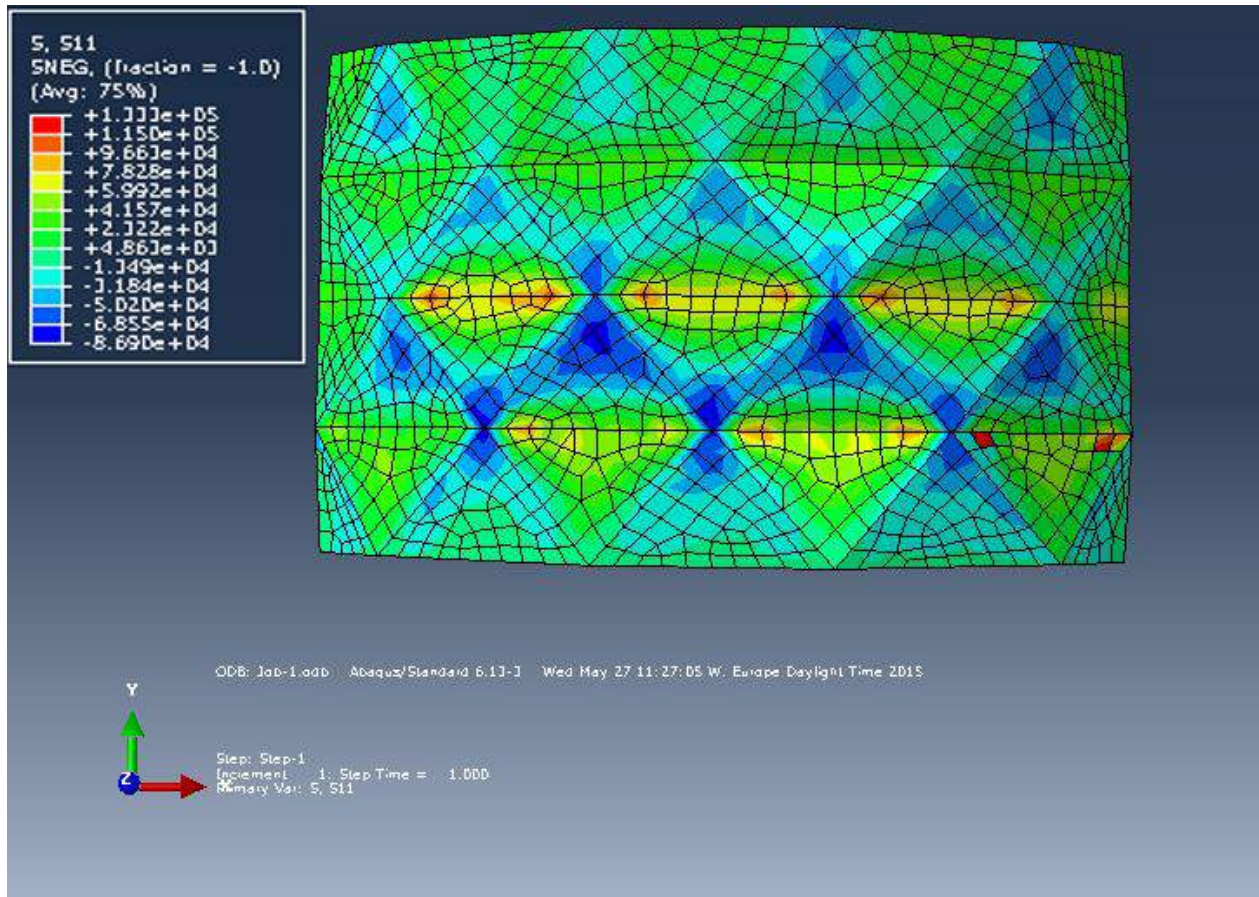 S, S11
SNEG, (fraction = -1.0)
(Avg: 75%)
+1.333e+05
+1.150e+05
+9.663e+04
+7.828e+04
+5.992e+04
+4.157e+04
+2.322e+04
+4.863e+03
-1.349e+04
-3.184e+04
-5.020e+04
-6.855e+04
-8.690e+04
ODB: Job-1.odb Abaqus/Standard 6.13-3 Wed May 27 11:27:05 W. Europe Daylight Time 2015
Y
Z
X
Step: Step-1
Increment 1: Step Time = 1.000
Primary Var: S, S11